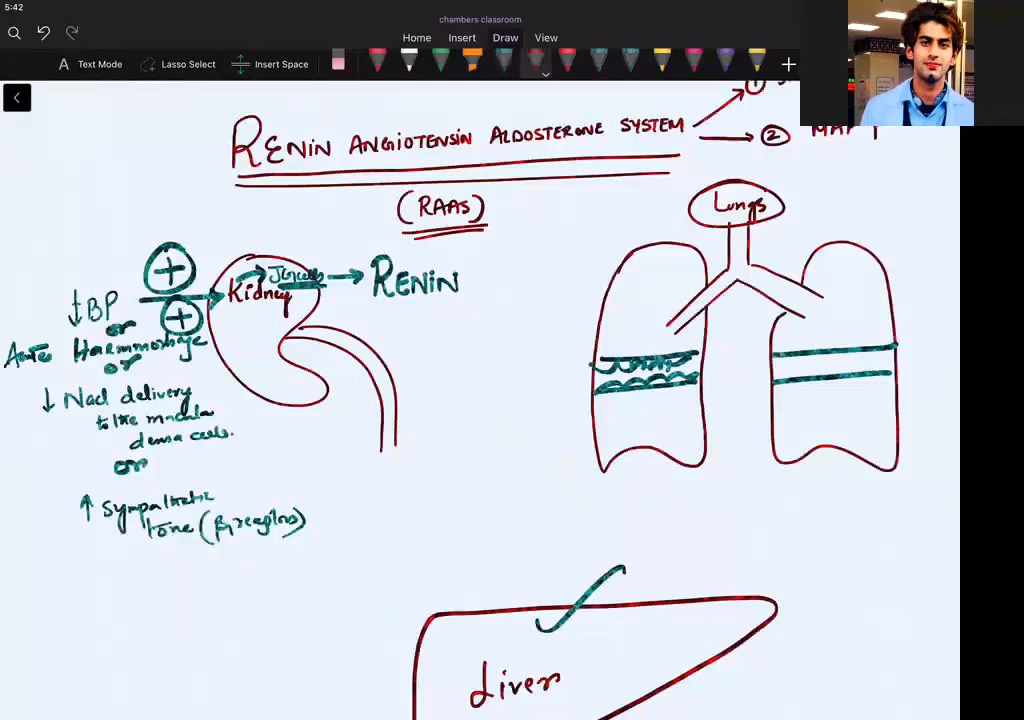 5:42
chambers classroom
Home Insert Draw View
A Text Mode Lasso Select Insert Space
RENIN ANGIOTENSIN ALDOSTERONE SYSTEM
①
② MAP ↑
(RAAS)
Lungs
+
Kidney
JG cells
→ RENIN
↓ BP
+
or
Acute Haemmorhage
or
↓ Nacl delivery
to the macula
densa cells.
or
↑ Sympathetic
tone (β₁ receptors)
Liver